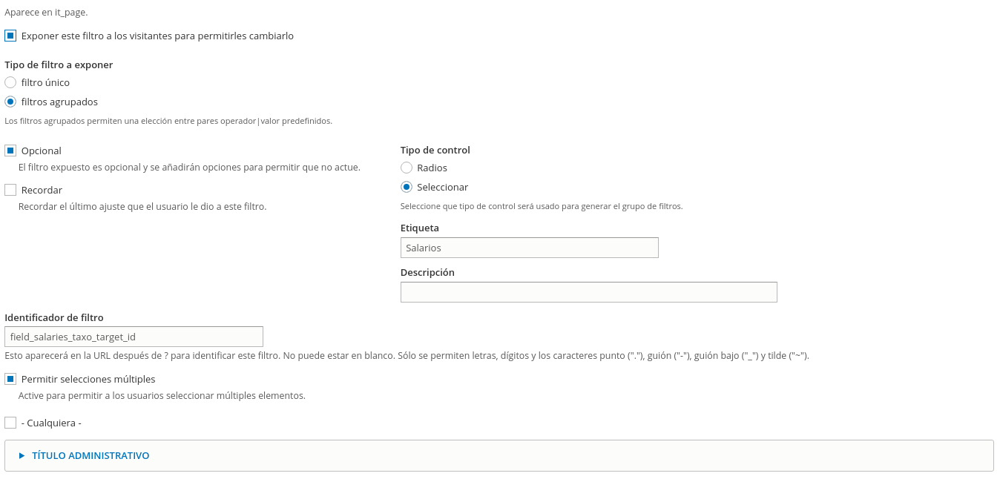 Aparece en it_page.
Exponer este filtro a los visitantes para permitirles cambiarlo
Tipo de filtro a exponer
filtro único
filtros agrupados
Los filtros agrupados permiten una elección entre pares operador|valor predefinidos.
Opcional
El filtro expuesto es opcional y se añadirán opciones para permitir que no actue.
Recordar
Recordar el último ajuste que el usuario le dio a este filtro.
Tipo de control
Radios
Seleccionar
Seleccione que tipo de control será usado para generar el grupo de filtros.
Etiqueta
Salarios
Descripción
Identificador de filtro
field_salaries_taxo_target_id
Esto aparecerá en la URL después de ? para identificar este filtro. No puede estar en blanco. Sólo se permiten letras, dígitos y los caracteres punto ("."), guión ("-"), guión bajo ("_") y tilde ("~").
Permitir selecciones múltiples
Active para permitir a los usuarios seleccionar múltiples elementos.
- Cualquiera -
TÍTULO ADMINISTRATIVO